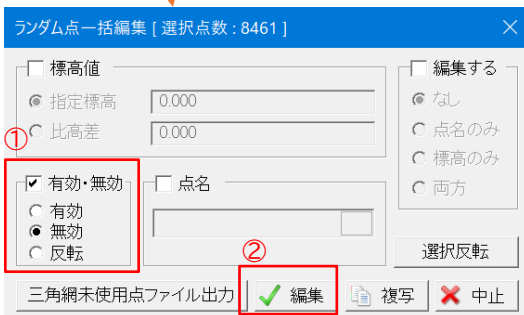 ランダム点一括編集 [ 選択点数 : 8461 ]
標高値
指定標高 0.000
比高差 0.000
編集する
なし
点名のみ
標高のみ
両方
①
有効・無効
有効
無効
反転
点名
②
選択反転
三角網未使用点ファイル出力 編集 複写 中止